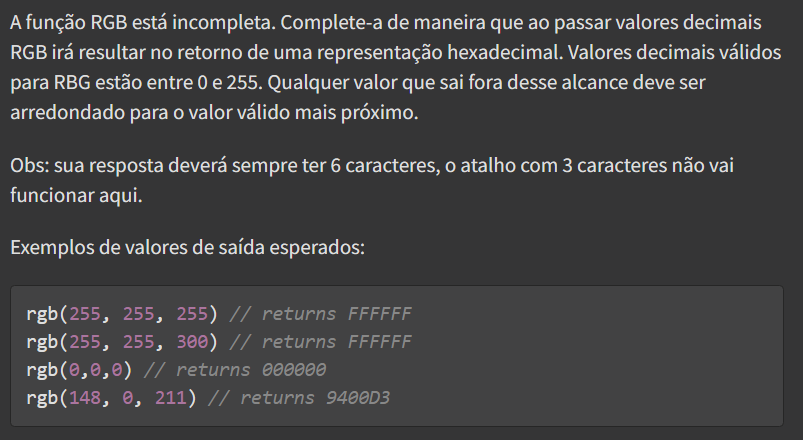 A função RGB está incompleta. Complete-a de maneira que ao passar valores decimais
RGB irá resultar no retorno de uma representação hexadecimal. Valores decimais válidos
para RBG estão entre 0 e 255. Qualquer valor que sai fora desse alcance deve ser
arredondado para o valor válido mais próximo.
Obs: sua resposta deverá sempre ter 6 caracteres, o atalho com 3 caracteres não vai
funcionar aqui.
Exemplos de valores de saída esperados:
rgb(255, 255, 255) // returns FFFFFF
rgb(255, 255, 300) // returns FFFFFF
rgb(0,0,0) // returns 000000
rgb(148, 0, 211) // returns 9400D3